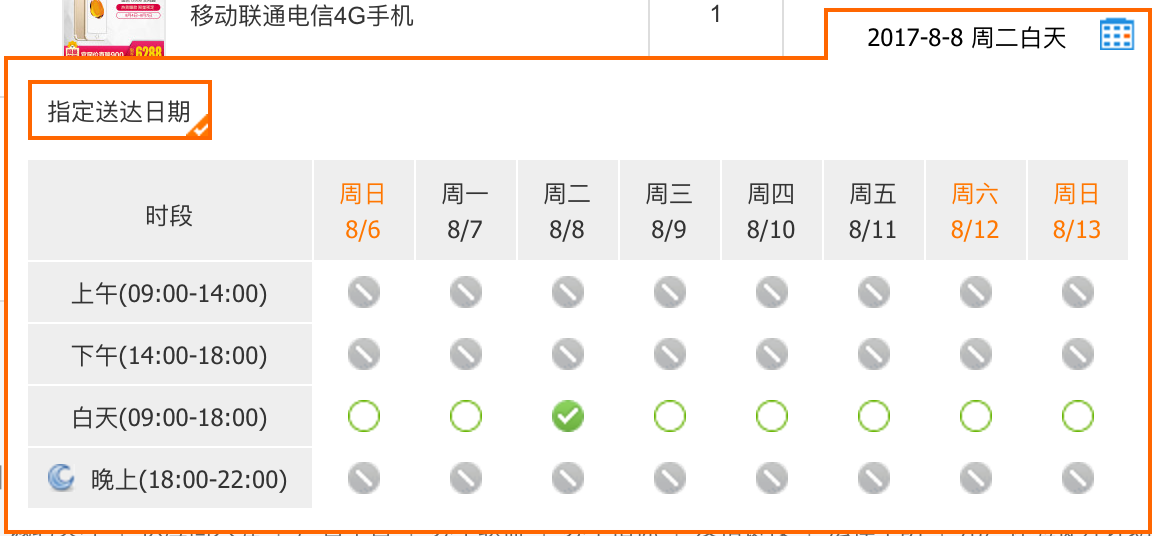 移动联通电信4G手机
1
6288
2017-8-8 周二白天
指定送达日期
时段 周日 8/6 周一 8/7 周二 8/8 周三 8/9 周四 8/10 周五 8/11 周六 8/12 周日 8/13
上午(09:00-14:00)
下午(14:00-18:00)
白天(09:00-18:00)
晚上(18:00-22:00)